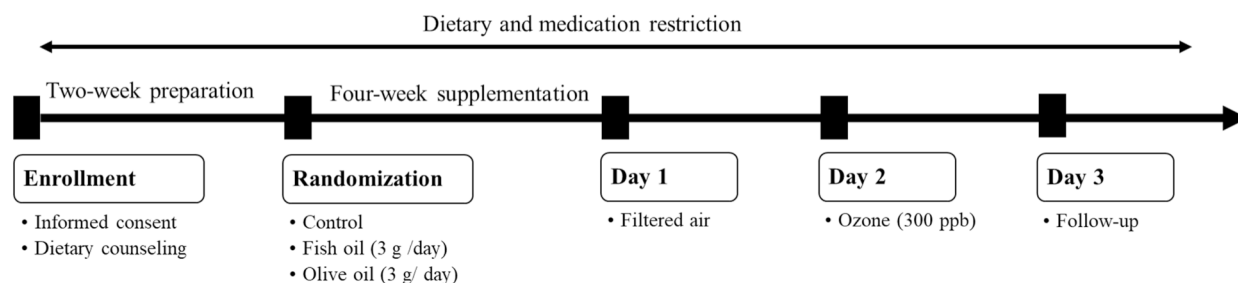 Dietary and medication restriction
Two-week preparation
Four-week supplementation
Enrollment
• Informed consent
• Dietary counseling
Randomization
• Control
• Fish oil (3 g /day)
• Olive oil (3 g/ day)
Day 1
• Filtered air
Day 2
• Ozone (300 ppb)
Day 3
• Follow-up